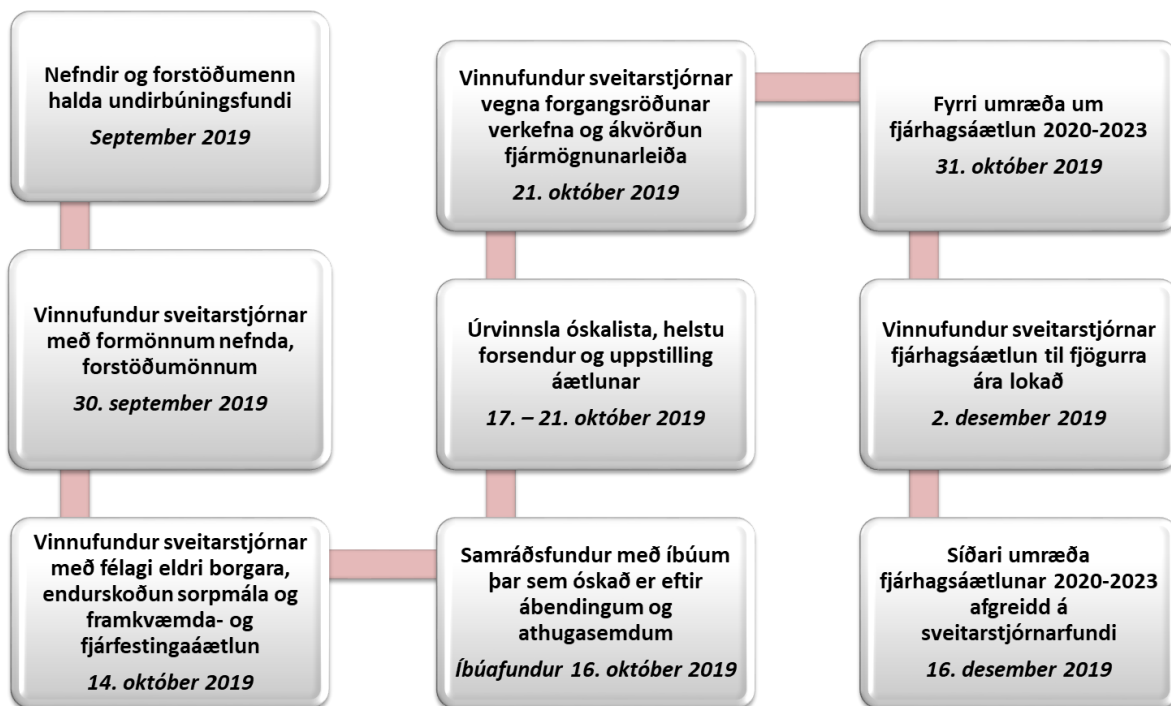 Nefndir og forstöðumenn
halda undirbúningsfundi
September 2019
Vinnufundur sveitarstjórnar
með formönnum nefnda,
forstöðumönnum
30. september 2019
Vinnufundur sveitarstjórnar
með félagi eldri borgara,
endurskoðun sorpmála og
framkvæmda- og
fjárfestingaáætlun
14. október 2019
Samráðsfundur með íbúum
þar sem óskað er eftir
ábendingum og
athugasemdum
Íbúafundur 16. október 2019
Úrvinnsla óskalista, helstu
forsendur og uppstilling
áætlunar
17. – 21. október 2019
Vinnufundur sveitarstjórnar
vegna forgangsröðunar
verkefna og ákvörðun
fjármögnunarleiða
21. október 2019
Fyrri umræða um
fjárhagsáætlun 2020-2023
31. október 2019
Vinnufundur sveitarstjórnar
fjárhagsáætlun til fjögurra
ára lokað
2. desember 2019
Síðari umræða
fjárhagsáætlunar 2020-2023
afgreidd á
sveitarstjórnarfundi
16. desember 2019